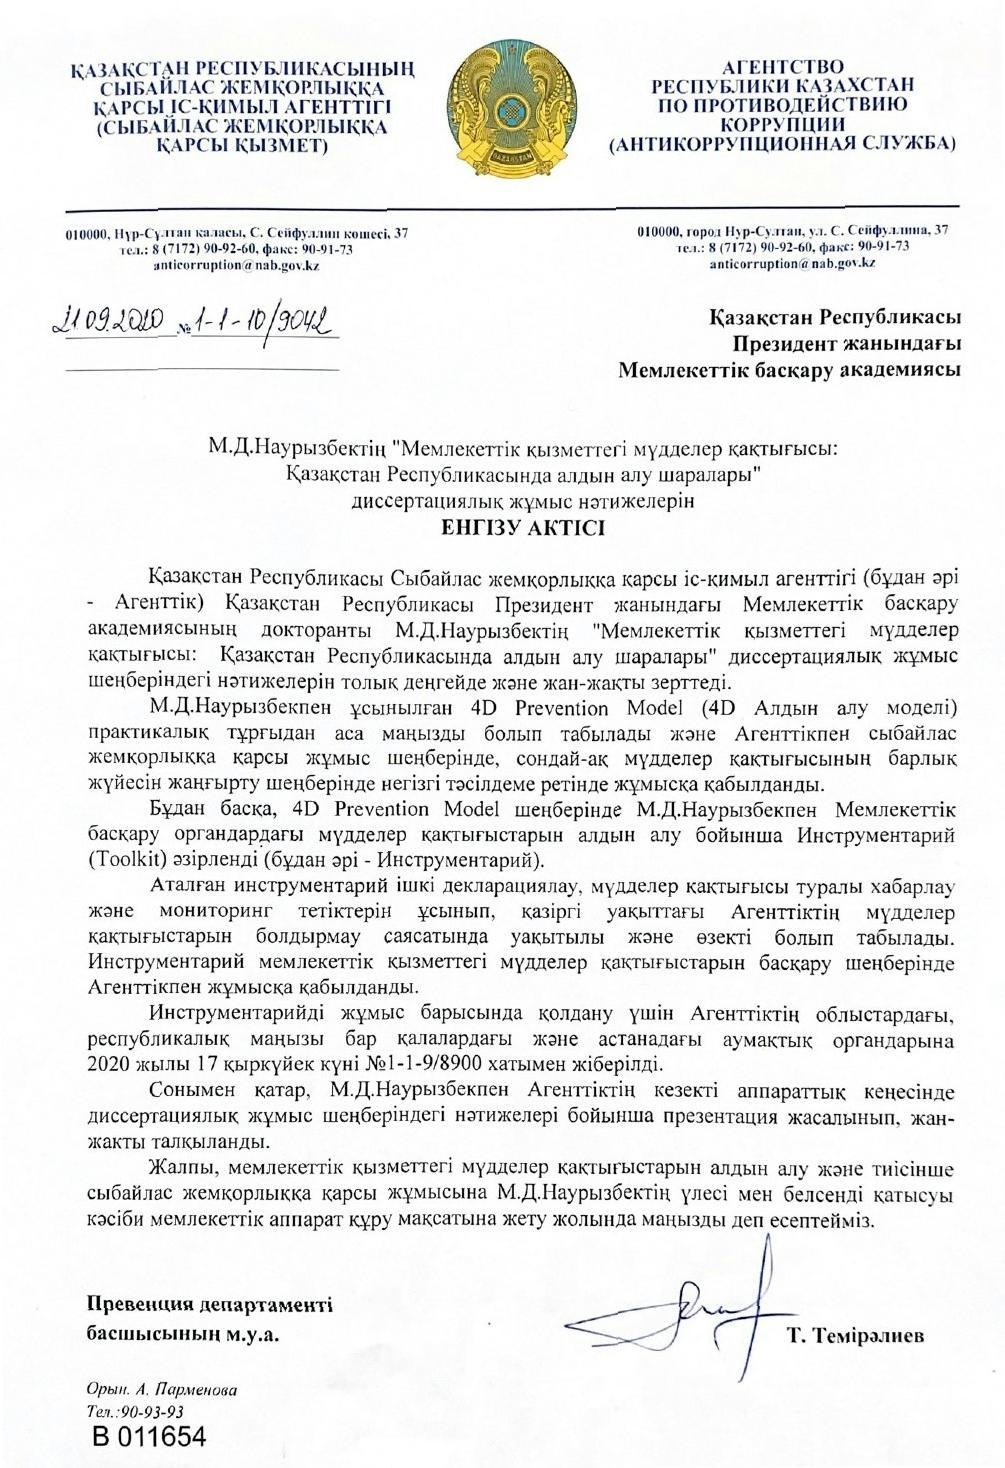 ҚАЗАҚСТАН РЕСПУБЛИКАСЫНЫҢ
СЫБАЙЛАС ЖЕМҚОРЛЫҚҚА
ҚАРСЫ ІС-ҚИМЫЛ АГЕНТТІГІ
(СЫБАЙЛАС ЖЕМҚОРЛЫҚҚА
ҚАРСЫ ҚЫЗМЕТ)
KAZAKSTAN
АГЕНТСТВО
РЕСПУБЛИКИ КАЗАХСТАН
ПО ПРОТИВОДЕЙСТВИЮ
КОРРУПЦИИ
(АНТИКОРРУПЦИОННАЯ СЛУЖБА)
010000, Нұр-Сұлтан қаласы, С. Сейфуллин көшесі, 37
тел.: 8 (7172) 90-92-60, факс: 90-91-73
anticorruption@nab.gov.kz
010000, город Нур-Султан, ул. С. Сейфуллина, 37
тел.: 8 (7172) 90-92-60, факс: 90-91-73
anticorruption@nab.gov.kz
21.09.2020 № 1-1-10/9042
Қазақстан Республикасы
Президент жанындағы
Мемлекеттік басқару академиясы
М.Д.Наурызбектің "Мемлекеттік қызметтегі мүдделер қақтығысы:
Қазақстан Республикасында алдын алу шаралары"
диссертациялық жұмыс нәтижелерін
ЕНГІЗУ АКТІСІ
Қазақстан Республикасы Сыбайлас жемқорлыққа қарсы іс-қимыл агенттігі (бұдан әрі
- Агенттік) Қазақстан Республикасы Президент жанындағы Мемлекеттік басқару
академиясының докторанты М.Д.Наурызбектің "Мемлекеттік қызметтегі мүдделер
қақтығысы: Қазақстан Республикасында алдын алу шаралары" диссертациялық жұмыс
шеңберіндегі нәтижелерін толық деңгейде және жан-жақты зерттеді.
М.Д.Наурызбекпен ұсынылған 4D Prevention Model (4D Алдын алу моделі)
практикалық тұрғыдан аса маңызды болып табылады және Агенттікпен сыбайлас
жемқорлыққа қарсы жұмыс шеңберінде, сондай-ақ мүдделер қақтығысының барлық
жүйесін жаңғырту шеңберінде негізгі тәсілдеме ретінде жұмысқа қабылданды.
Бұдан басқа, 4D Prevention Model шеңберінде М.Д.Наурызбекпен Мемлекеттік
басқару органдардағы мүдделер қақтығыстарын алдын алу бойынша Инструментарий
(Toolkit) әзірленді (бұдан әрі - Инструментарий).
Аталған инструментарий ішкі декларациялау, мүдделер қақтығысы туралы хабарлау
және мониторинг тетіктерін ұсынып, қазіргі уақыттағы Агенттіктің мүдделер
қақтығыстарын болдырмау саясатында уақытылы және өзекті болып табылады.
Инструментарий мемлекеттік қызметтегі мүдделер қақтығыстарын басқару шеңберінде
Агенттікпен жұмысқа қабылданды.
Инструментарийді жұмыс барысында қолдану үшін Агенттіктің облыстардағы,
республикалық маңызы бар қалалардағы және астанадағы аумақтық органдарына
2020 жылы 17 қыркүйек күні №1-1-9/8900 хатымен жіберілді.
Сонымен қатар, М.Д.Наурызбекпен Агенттіктің кезекті аппараттық кеңесінде
диссертациялық жұмыс шеңберіндегі нәтижелері бойынша презентация жасалынып, жан-
жакты талқыланды.
Жалпы, мемлекеттік қызметтегі мүдделер қақтығыстарын алдын алу және тиісінше
сыбайлас жемқорлыққа қарсы жұмысына М.Д.Наурызбектің үлесі мен белсенді қатысуы
кәсіби мемлекеттік аппарат құру мақсатына жету жолында маңызды деп есептейміз.
Превенция департаменті
басшысының м.у.а.
Т. Темірәлиев
Орын. А. Парменова
Тел.:90-93-93
В 011654